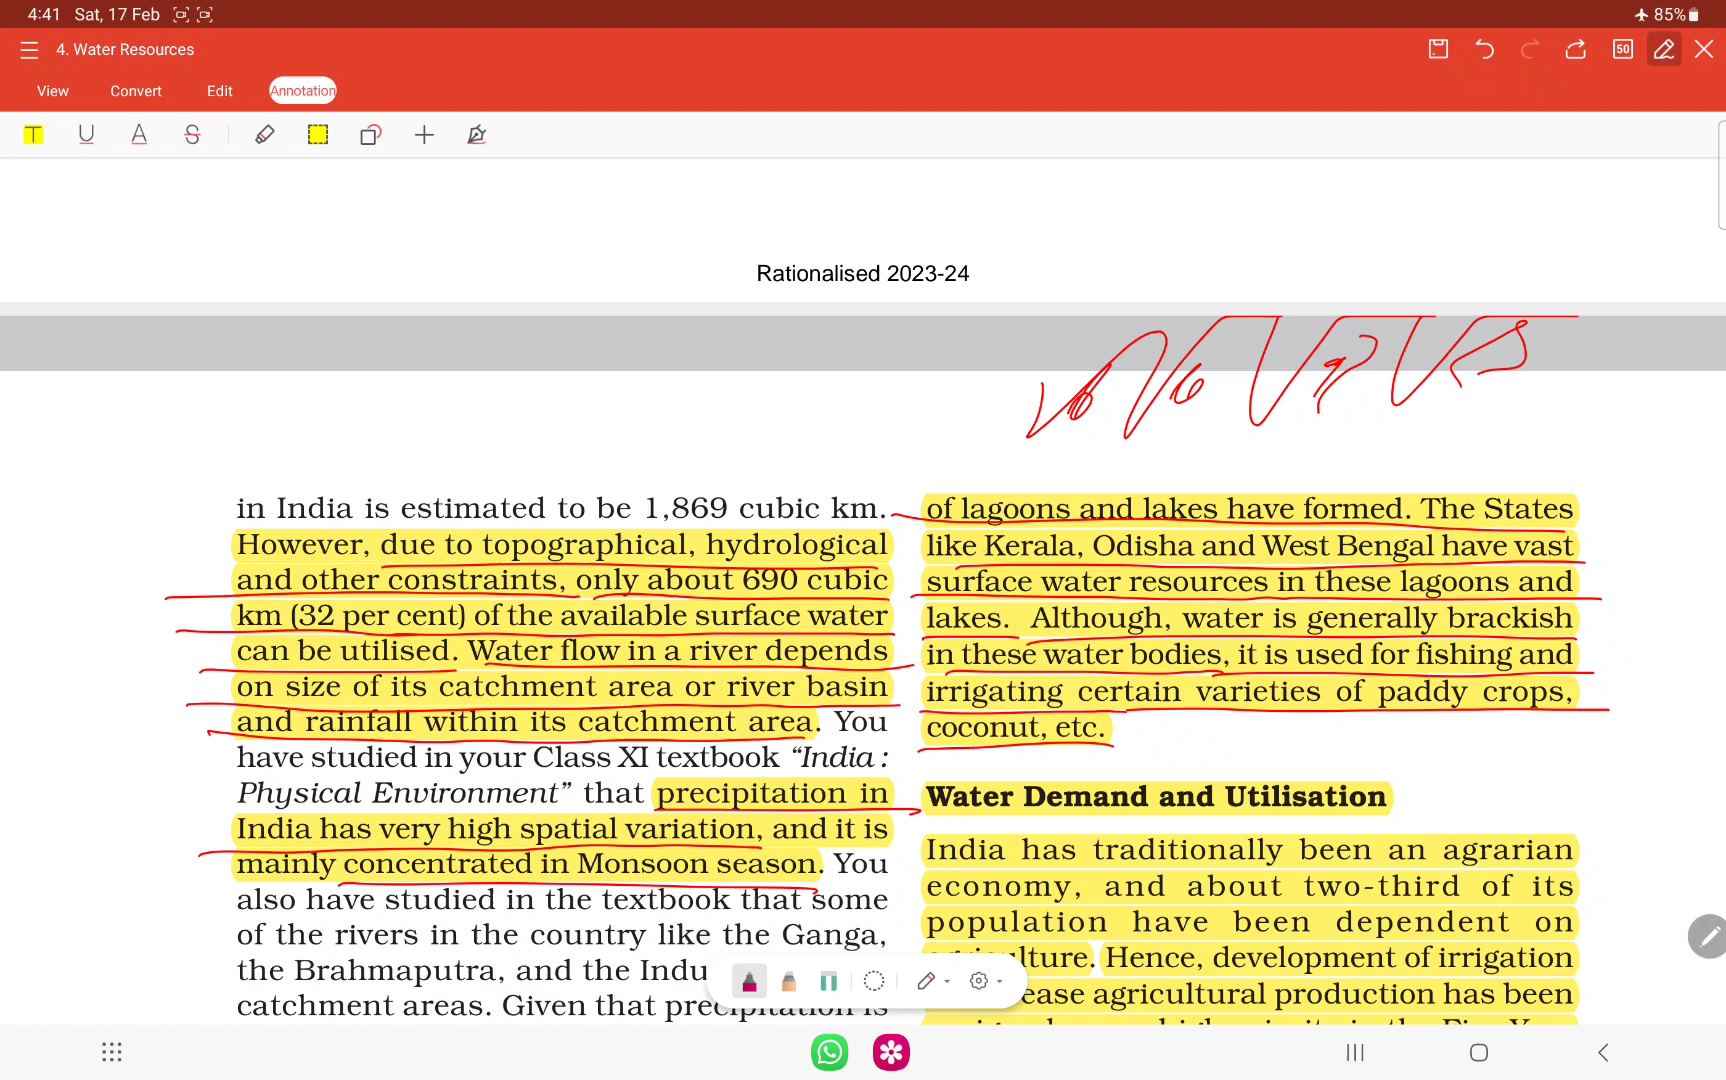 4:41 Sat, 17 Feb
85%
4. Water Resources
50
View Convert Edit Annotation
T U A S
Rationalised 2023-24
in India is estimated to be 1,869 cubic km.
However, due to topographical, hydrological
and other constraints, only about 690 cubic
km (32 per cent) of the available surface water
can be utilised. Water flow in a river depends
on size of its catchment area or river basin
and rainfall within its catchment area. You
have studied in your Class XI textbook “India :
Physical Environment” that precipitation in
India has very high spatial variation, and it is
mainly concentrated in Monsoon season. You
also have studied in the textbook that some
of the rivers in the country like the Ganga,
the Brahmaputra, and the Indu
catchment areas. Given that precipitation is
of lagoons and lakes have formed. The States
like Kerala, Odisha and West Bengal have vast
surface water resources in these lagoons and
lakes. Although, water is generally brackish
in these water bodies, it is used for fishing and
irrigating certain varieties of paddy crops,
coconut, etc.
Water Demand and Utilisation
India has traditionally been an agrarian
economy, and about two-third of its
population have been dependent on
agriculture. Hence, development of irrigation
ease agricultural production has been